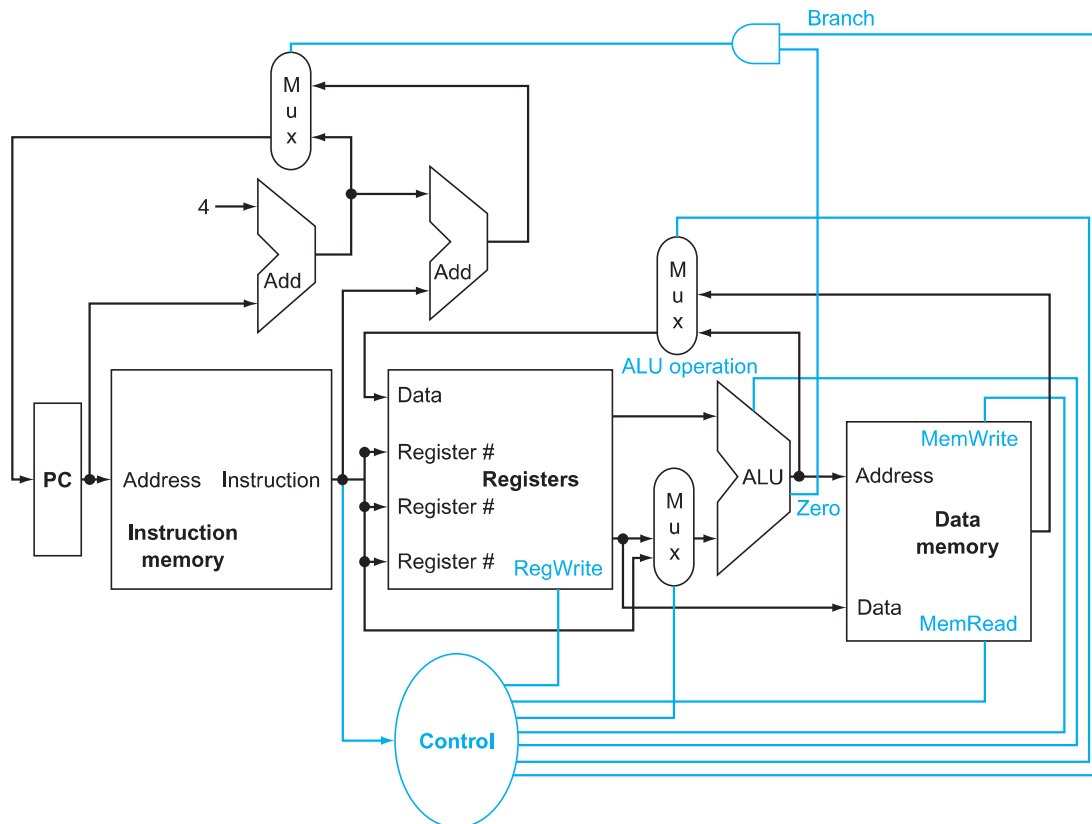 Branch
M
u
x
4
Add
Add
M
u
x
ALU operation
Data
Register #
Registers
Register #
Register #
RegWrite
PC
Address
Instruction
Instruction
memory
M
u
x
ALU
Zero
MemWrite
Address
Data
memory
Data
MemRead
Control